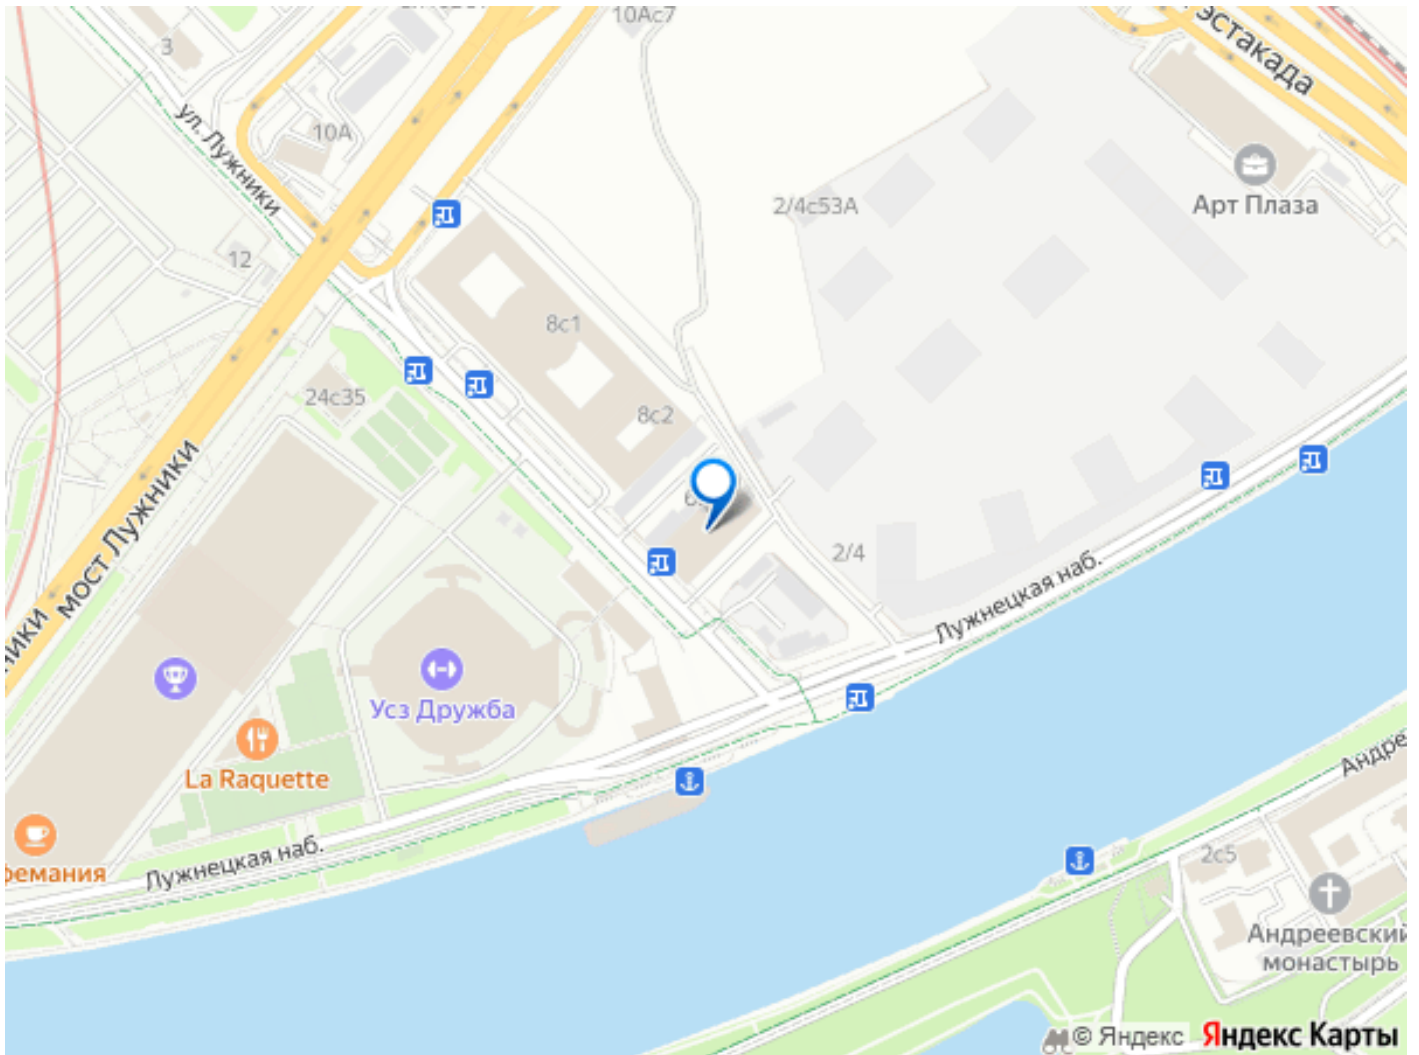 10Ас7
3
эстакада
ул. Лужники
10А
Арт Плаза
2/4с53А
12
8с1
24с35
8с2
мост Лужники
2/4
Лужнецкая наб.
Усз Дружба
La Raquette
Лужнецкая наб.
2с5
Андреевский
монастырь
© Яндекс
Яндекс Карты